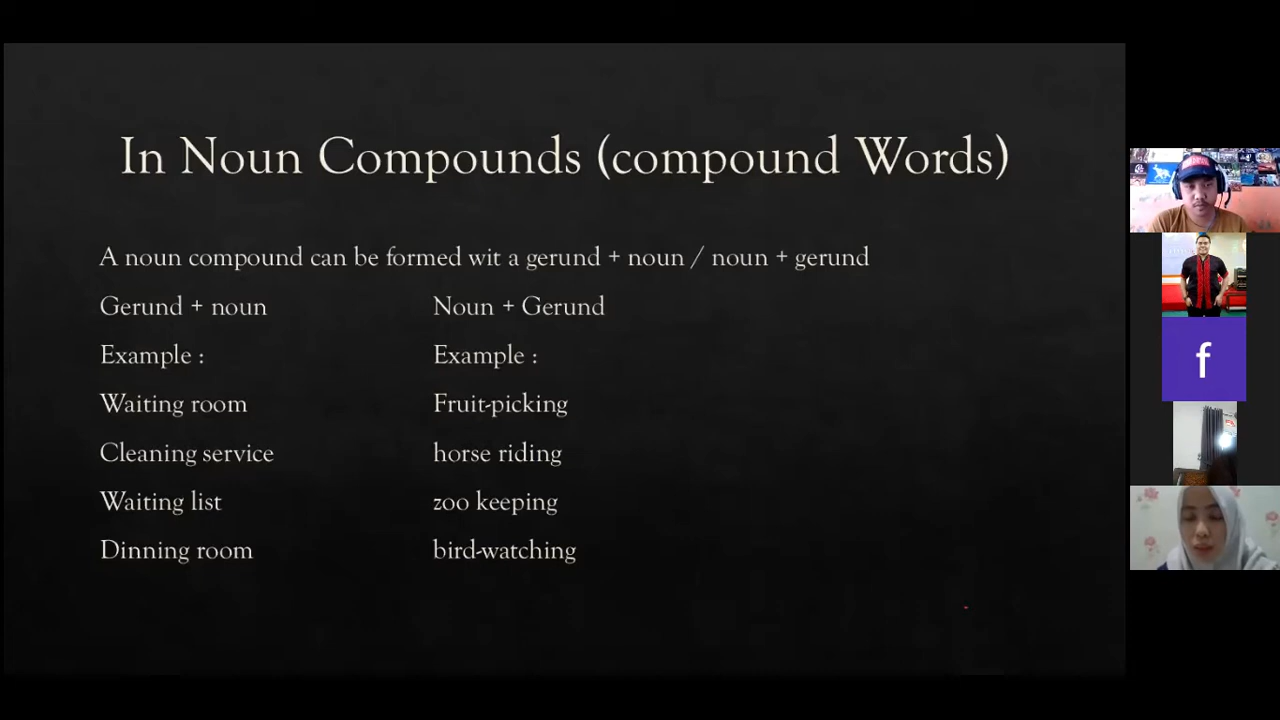 In Noun Compounds (compound Words)
A noun compound can be formed wit a gerund + noun / noun + gerund
Gerund + noun Noun + Gerund
Example : Example :
Waiting room Fruit-picking
Cleaning service horse riding
Waiting list zoo keeping
Dinning room bird-watching
f